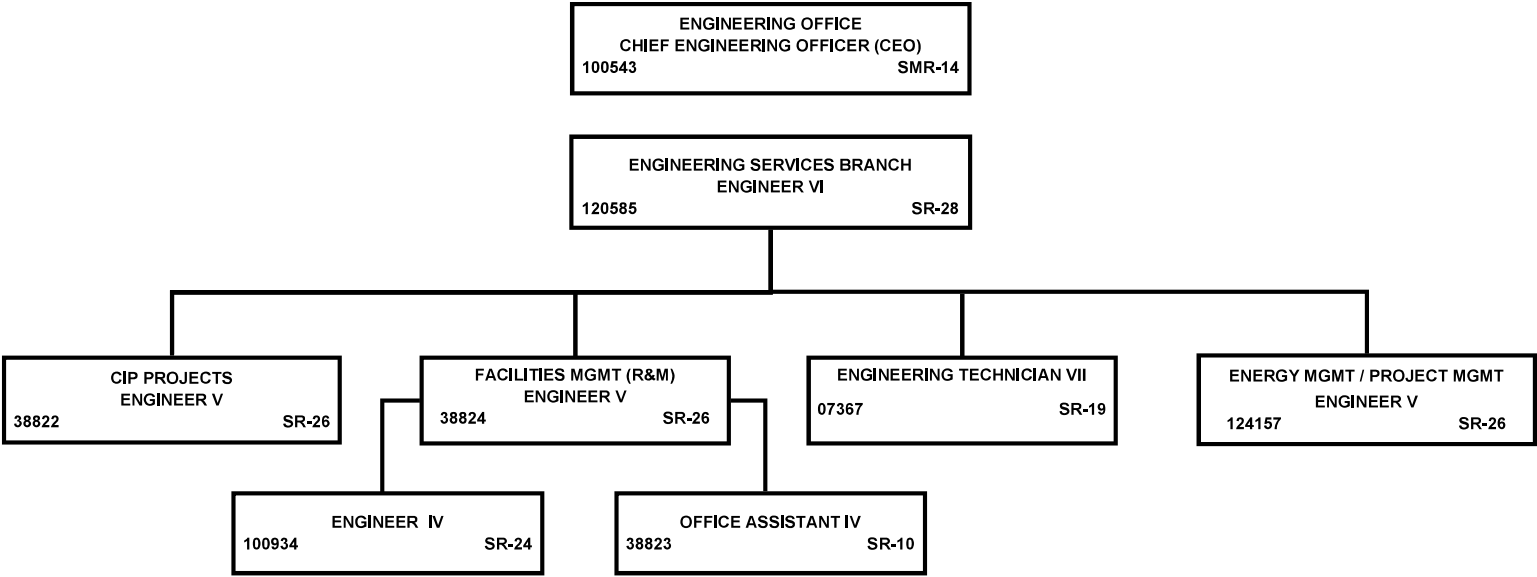 ENGINEERING OFFICE
CHIEF ENGINEERING OFFICER (CEO)
100543 SMR-14
ENGINEERING SERVICES BRANCH
ENGINEER VI
120585 SR-28
CIP PROJECTS
ENGINEER V
38822 SR-26
FACILITIES MGMT (R&M)
ENGINEER V
38824 SR-26
ENGINEERING TECHNICIAN VII
07367 SR-19
ENERGY MGMT / PROJECT MGMT
ENGINEER V
124157 SR-26
ENGINEER IV
100934 SR-24
OFFICE ASSISTANT IV
38823 SR-10